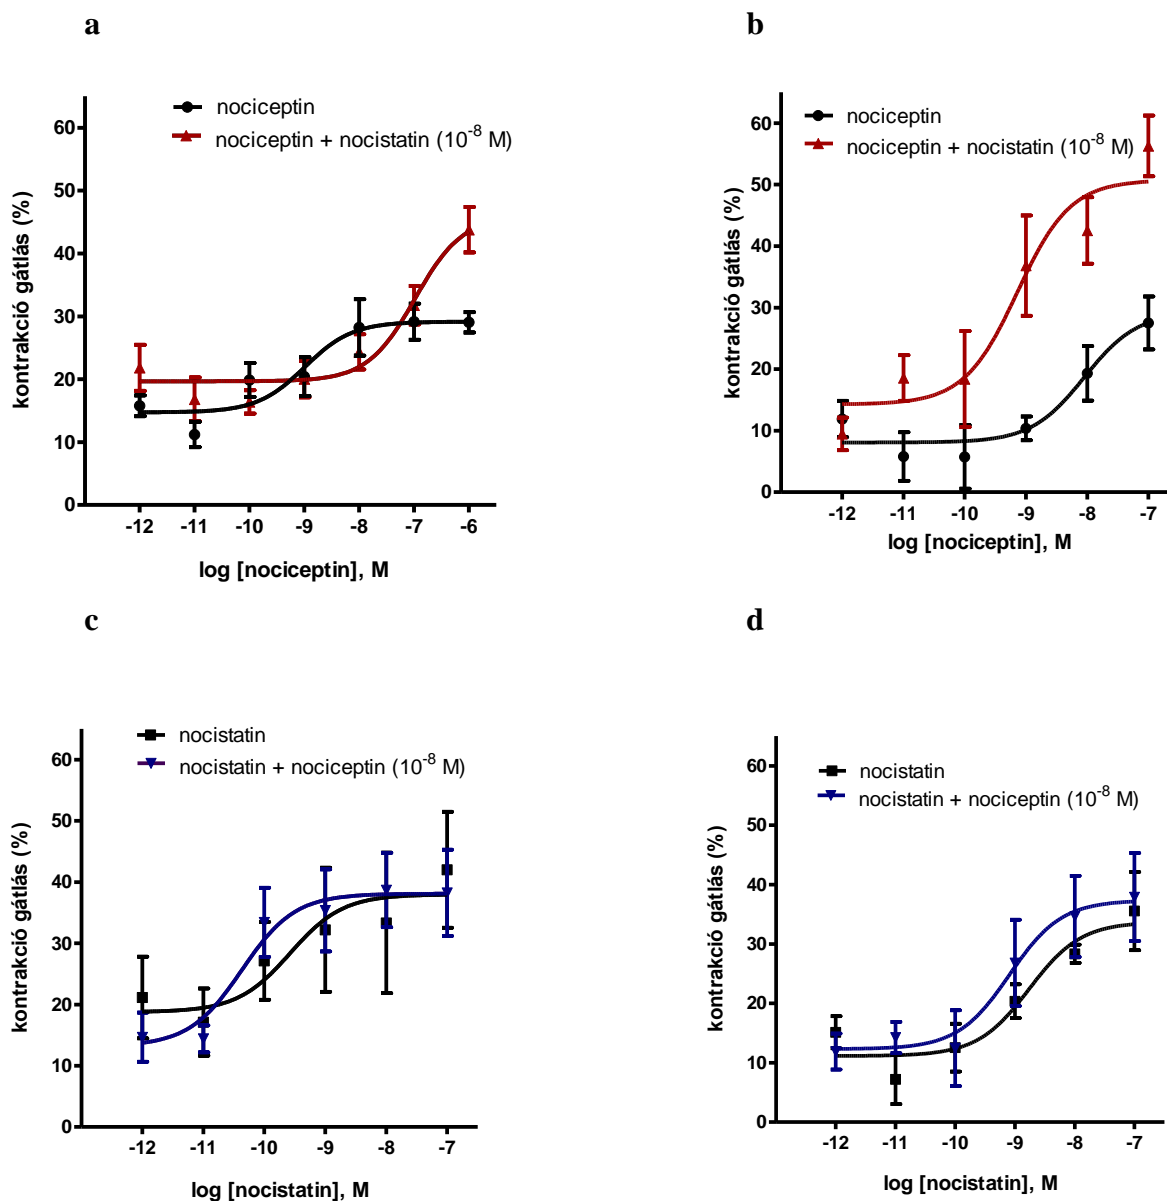 a
nociceptin
nociceptin + nocistatin (10⁻⁸ M)
kontrakció gátlás (%)
60
50
40
30
20
10
0
-12 -11 -10 -9 -8 -7 -6
log [nociceptin], M
b
nociceptin
nociceptin + nocistatin (10⁻⁸ M)
kontrakció gátlás (%)
60
50
40
30
20
10
0
-12 -11 -10 -9 -8 -7
log [nociceptin], M
c
nocistatin
nocistatin + nociceptin (10⁻⁸ M)
kontrakció gátlás (%)
60
50
40
30
20
10
0
-12 -11 -10 -9 -8 -7
log [nocistatin], M
d
nocistatin
nocistatin + nociceptin (10⁻⁸ M)
kontrakció gátlás (%)
60
50
40
30
20
10
0
-12 -11 -10 -9 -8 -7
log [nocistatin], M